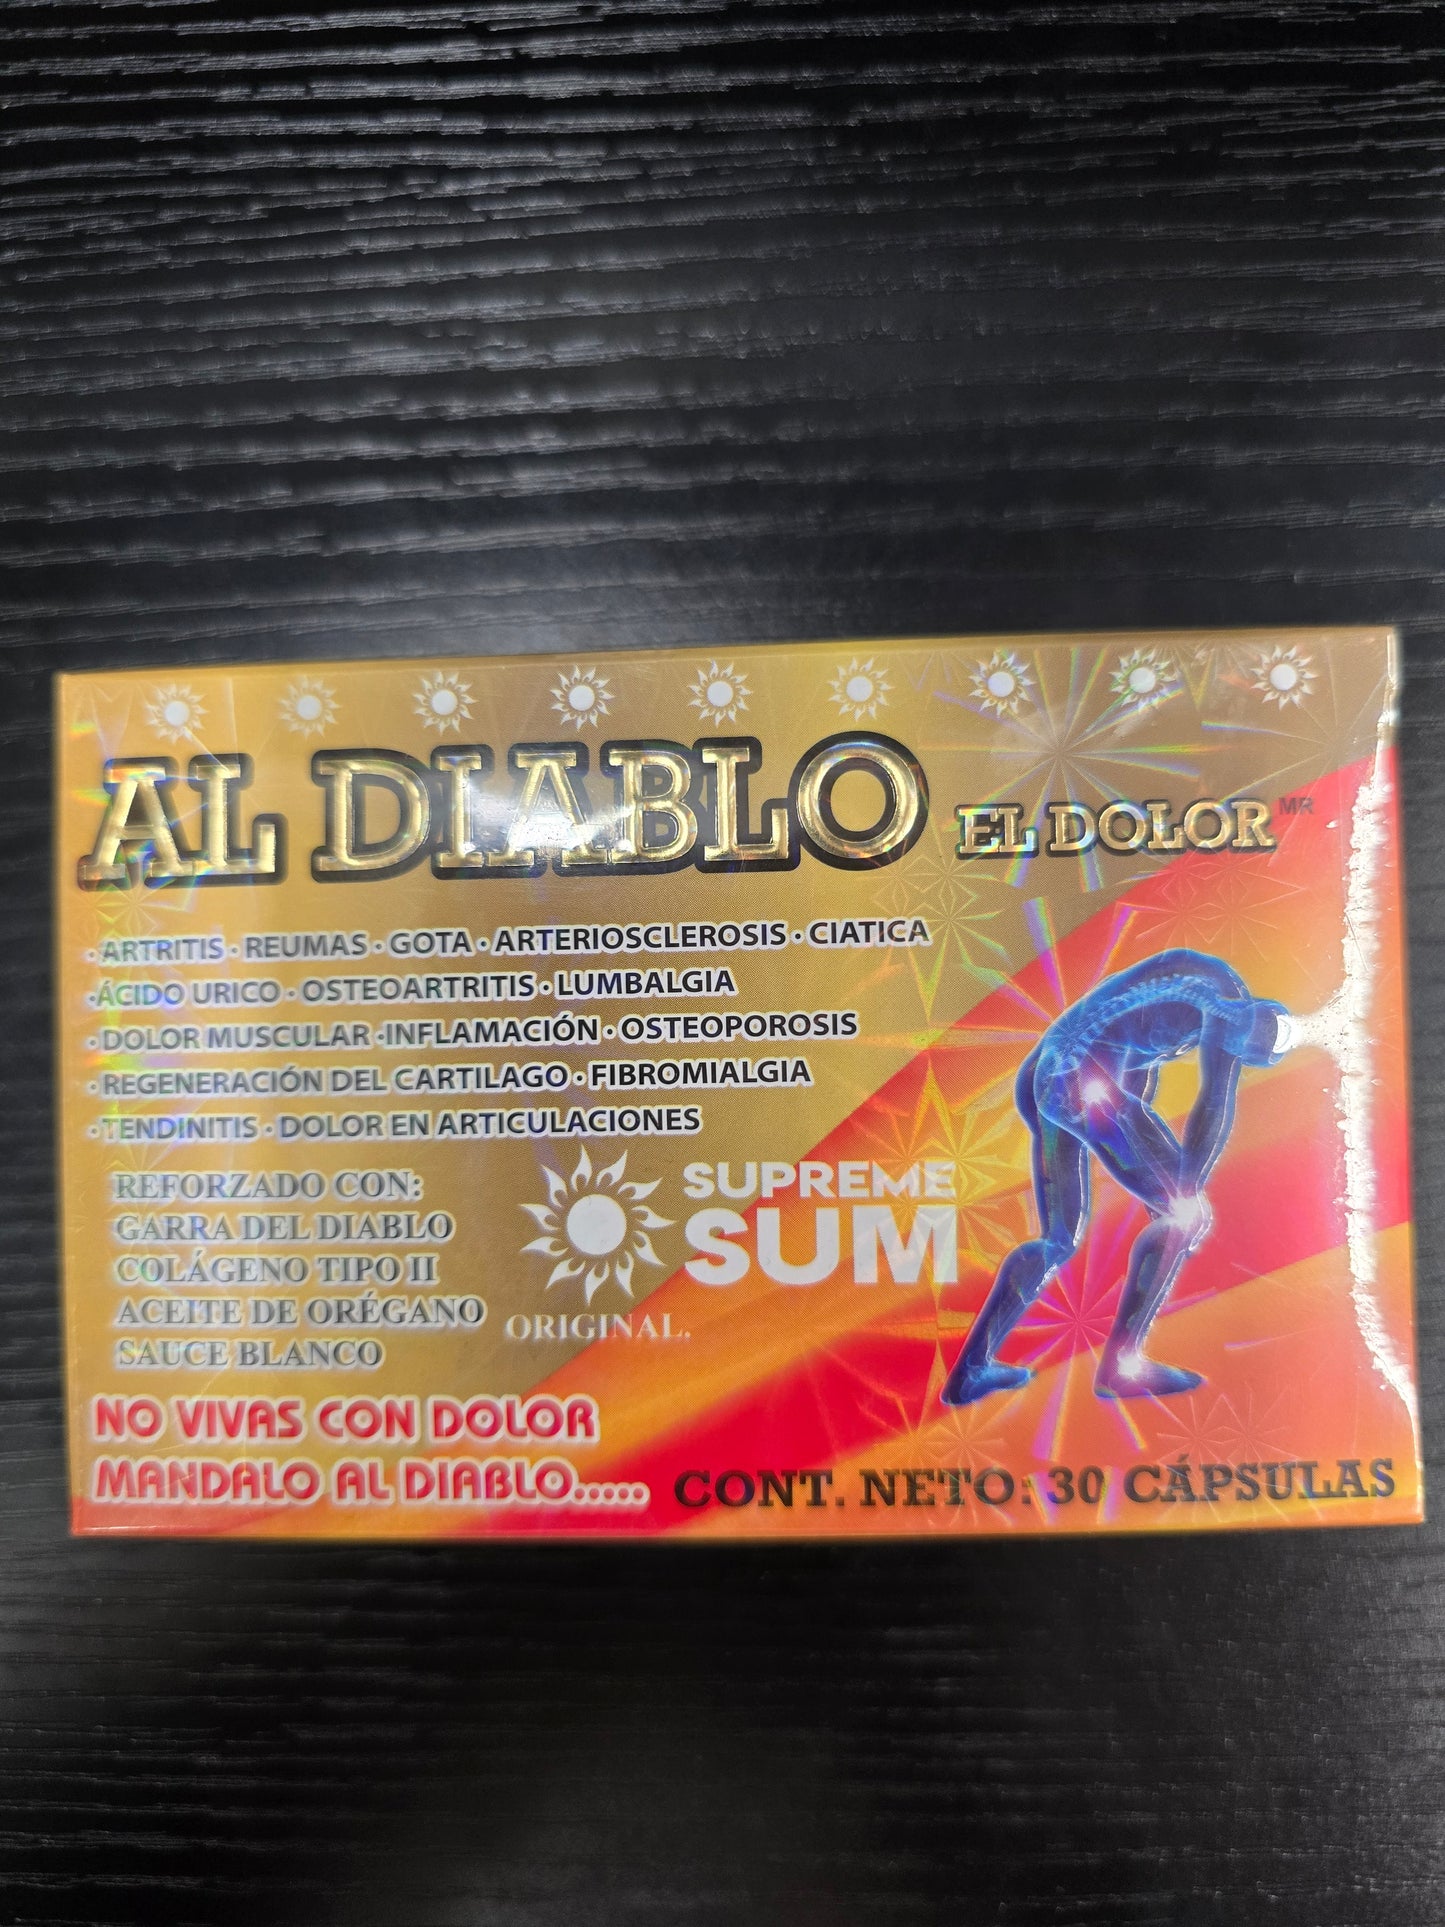 AL DIABLO EL DOLOR MR
· ARTRITIS · REUMAS · GOTA · ARTERIOSCLEROSIS · CIATICA
· ÁCIDO URICO · OSTEOARTRITIS · LUMBALGIA
· DOLOR MUSCULAR · INFLAMACIÓN · OSTEOPOROSIS
· REGENERACIÓN DEL CARTILAGO · FIBROMIALGIA
· TENDINITIS · DOLOR EN ARTICULACIONES
REFORZADO CON:
GARRA DEL DIABLO
COLÁGENO TIPO II
ACEITE DE ORÉGANO
SAUCE BLANCO
SUPREME
SUM
ORIGINAL.
NO VIVAS CON DOLOR
MANDALO AL DIABLO.....
CONT. NETO: 30 CÁPSULAS